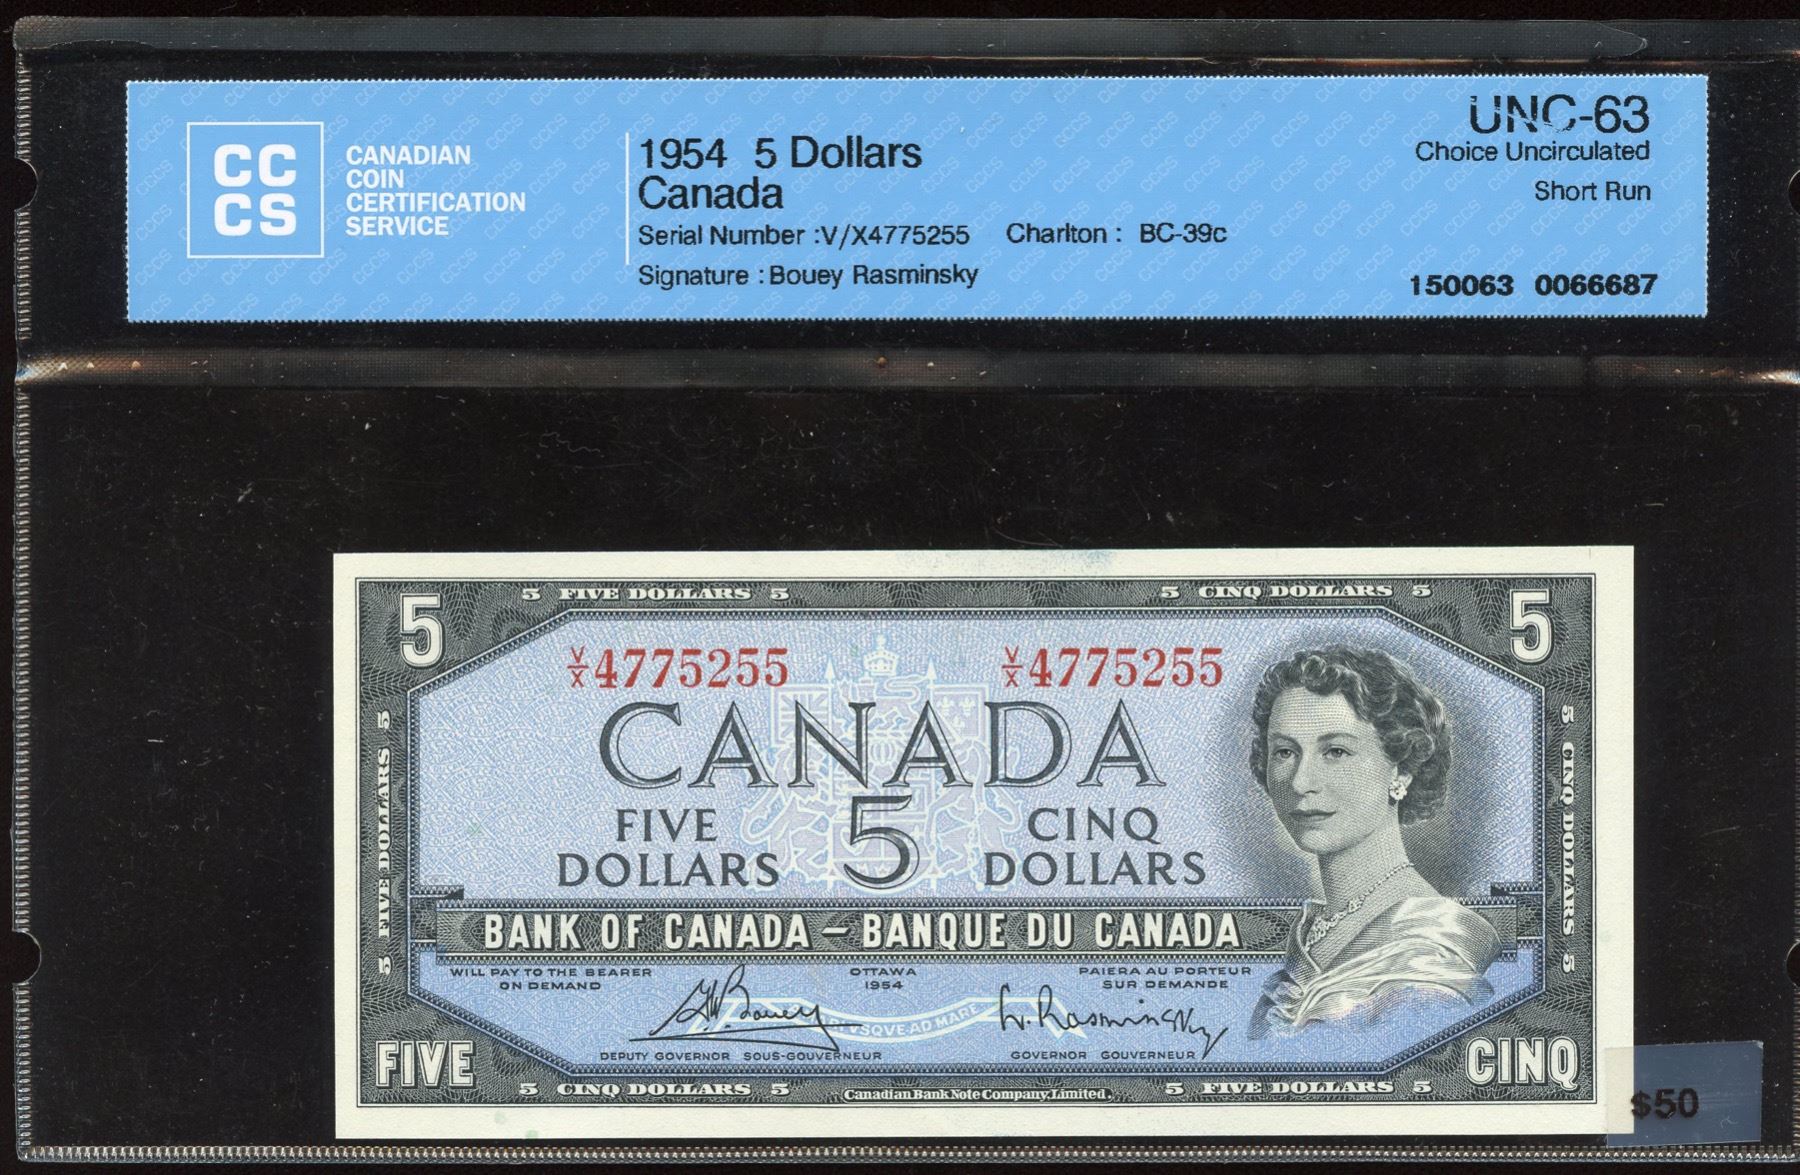 CC
CS
CANADIAN
COIN
CERTIFICATION
SERVICE
1954 5 Dollars
Canada
Serial Number :V/X4775255 Charlton : BC-39c
Signature : Bouey Rasminsky
UNC-63
Choice Uncirculated
Short Run
150063 0066687
5 FIVE DOLLARS 5
5 CINQ DOLLARS 5
5
5
V/X 4775255
V/X 4775255
CANADA
FIVE
DOLLARS
5
CINQ
DOLLARS
5 FIVE DOLLARS 5
5 CINQ DOLLARS 5
BANK OF CANADA – BANQUE DU CANADA
WILL PAY TO THE BEARER
ON DEMAND
OTTAWA
1954
PAIERA AU PORTEUR
SUR DEMANDE
Bouey
L. Rasminsky
VSQVE AD MARE
DEPUTY GOVERNOR SOUS-GOUVERNEUR
GOVERNOR GOUVERNEUR
FIVE
CINQ
5 CINQ DOLLARS 5
Canadian Bank Note Company, Limited.
5 FIVE DOLLARS 5
$50